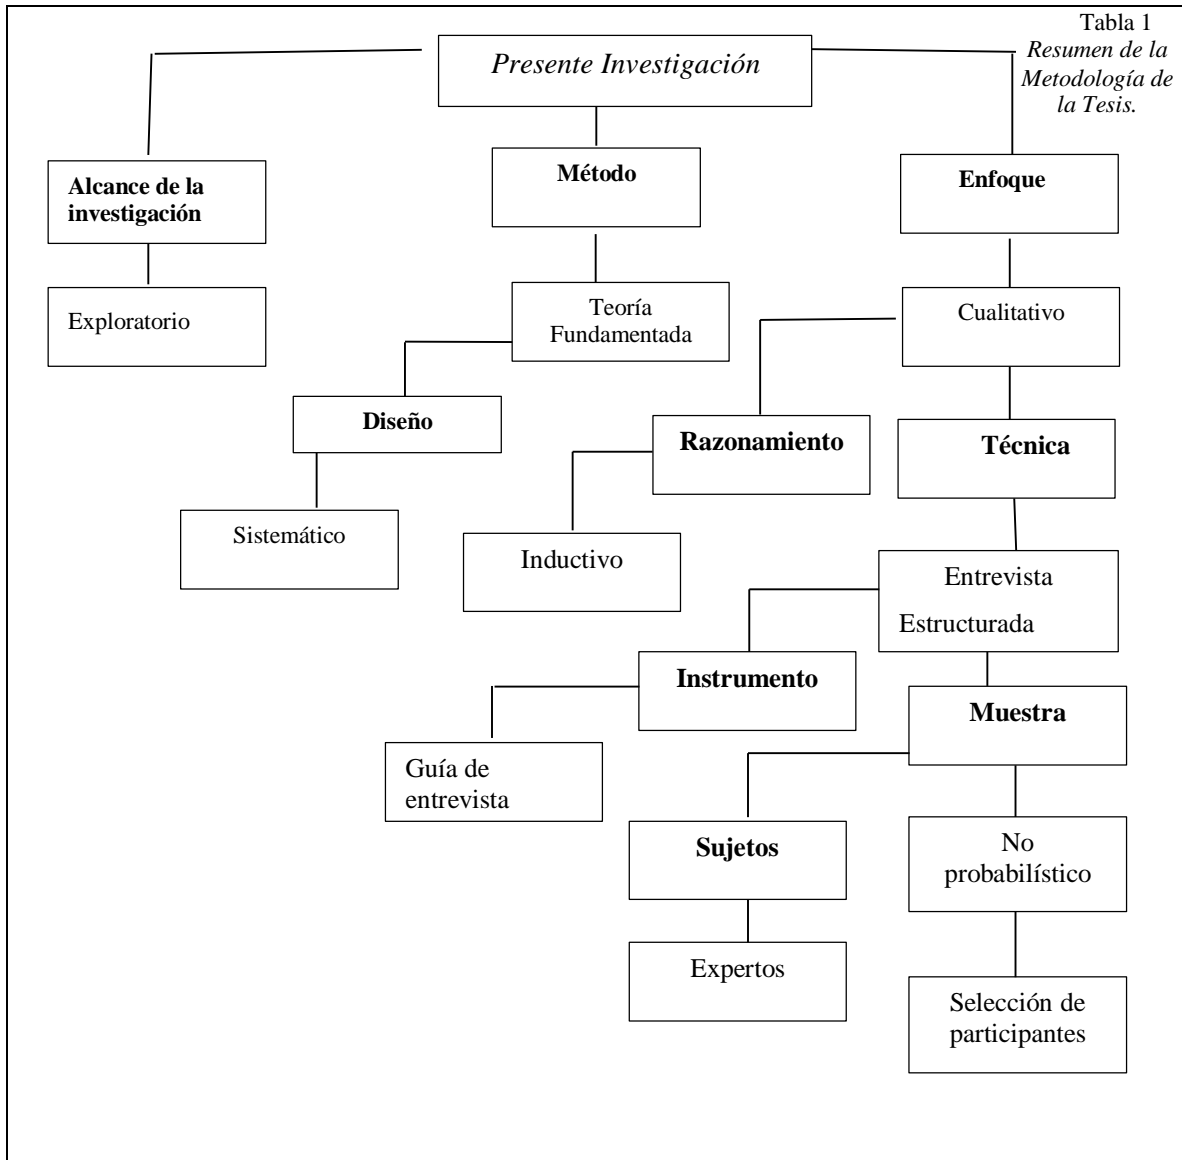 Tabla 1
Resumen de la
Metodología de
la Tesis.
Presente Investigación
Alcance de la
investigación
Método
Enfoque
Exploratorio
Teoría
Fundamentada
Cualitativo
Diseño
Razonamiento
Técnica
Sistemático
Inductivo
Entrevista
Estructurada
Instrumento
Muestra
Guía de
entrevista
Sujetos
No
probabilístico
Expertos
Selección de
participantes